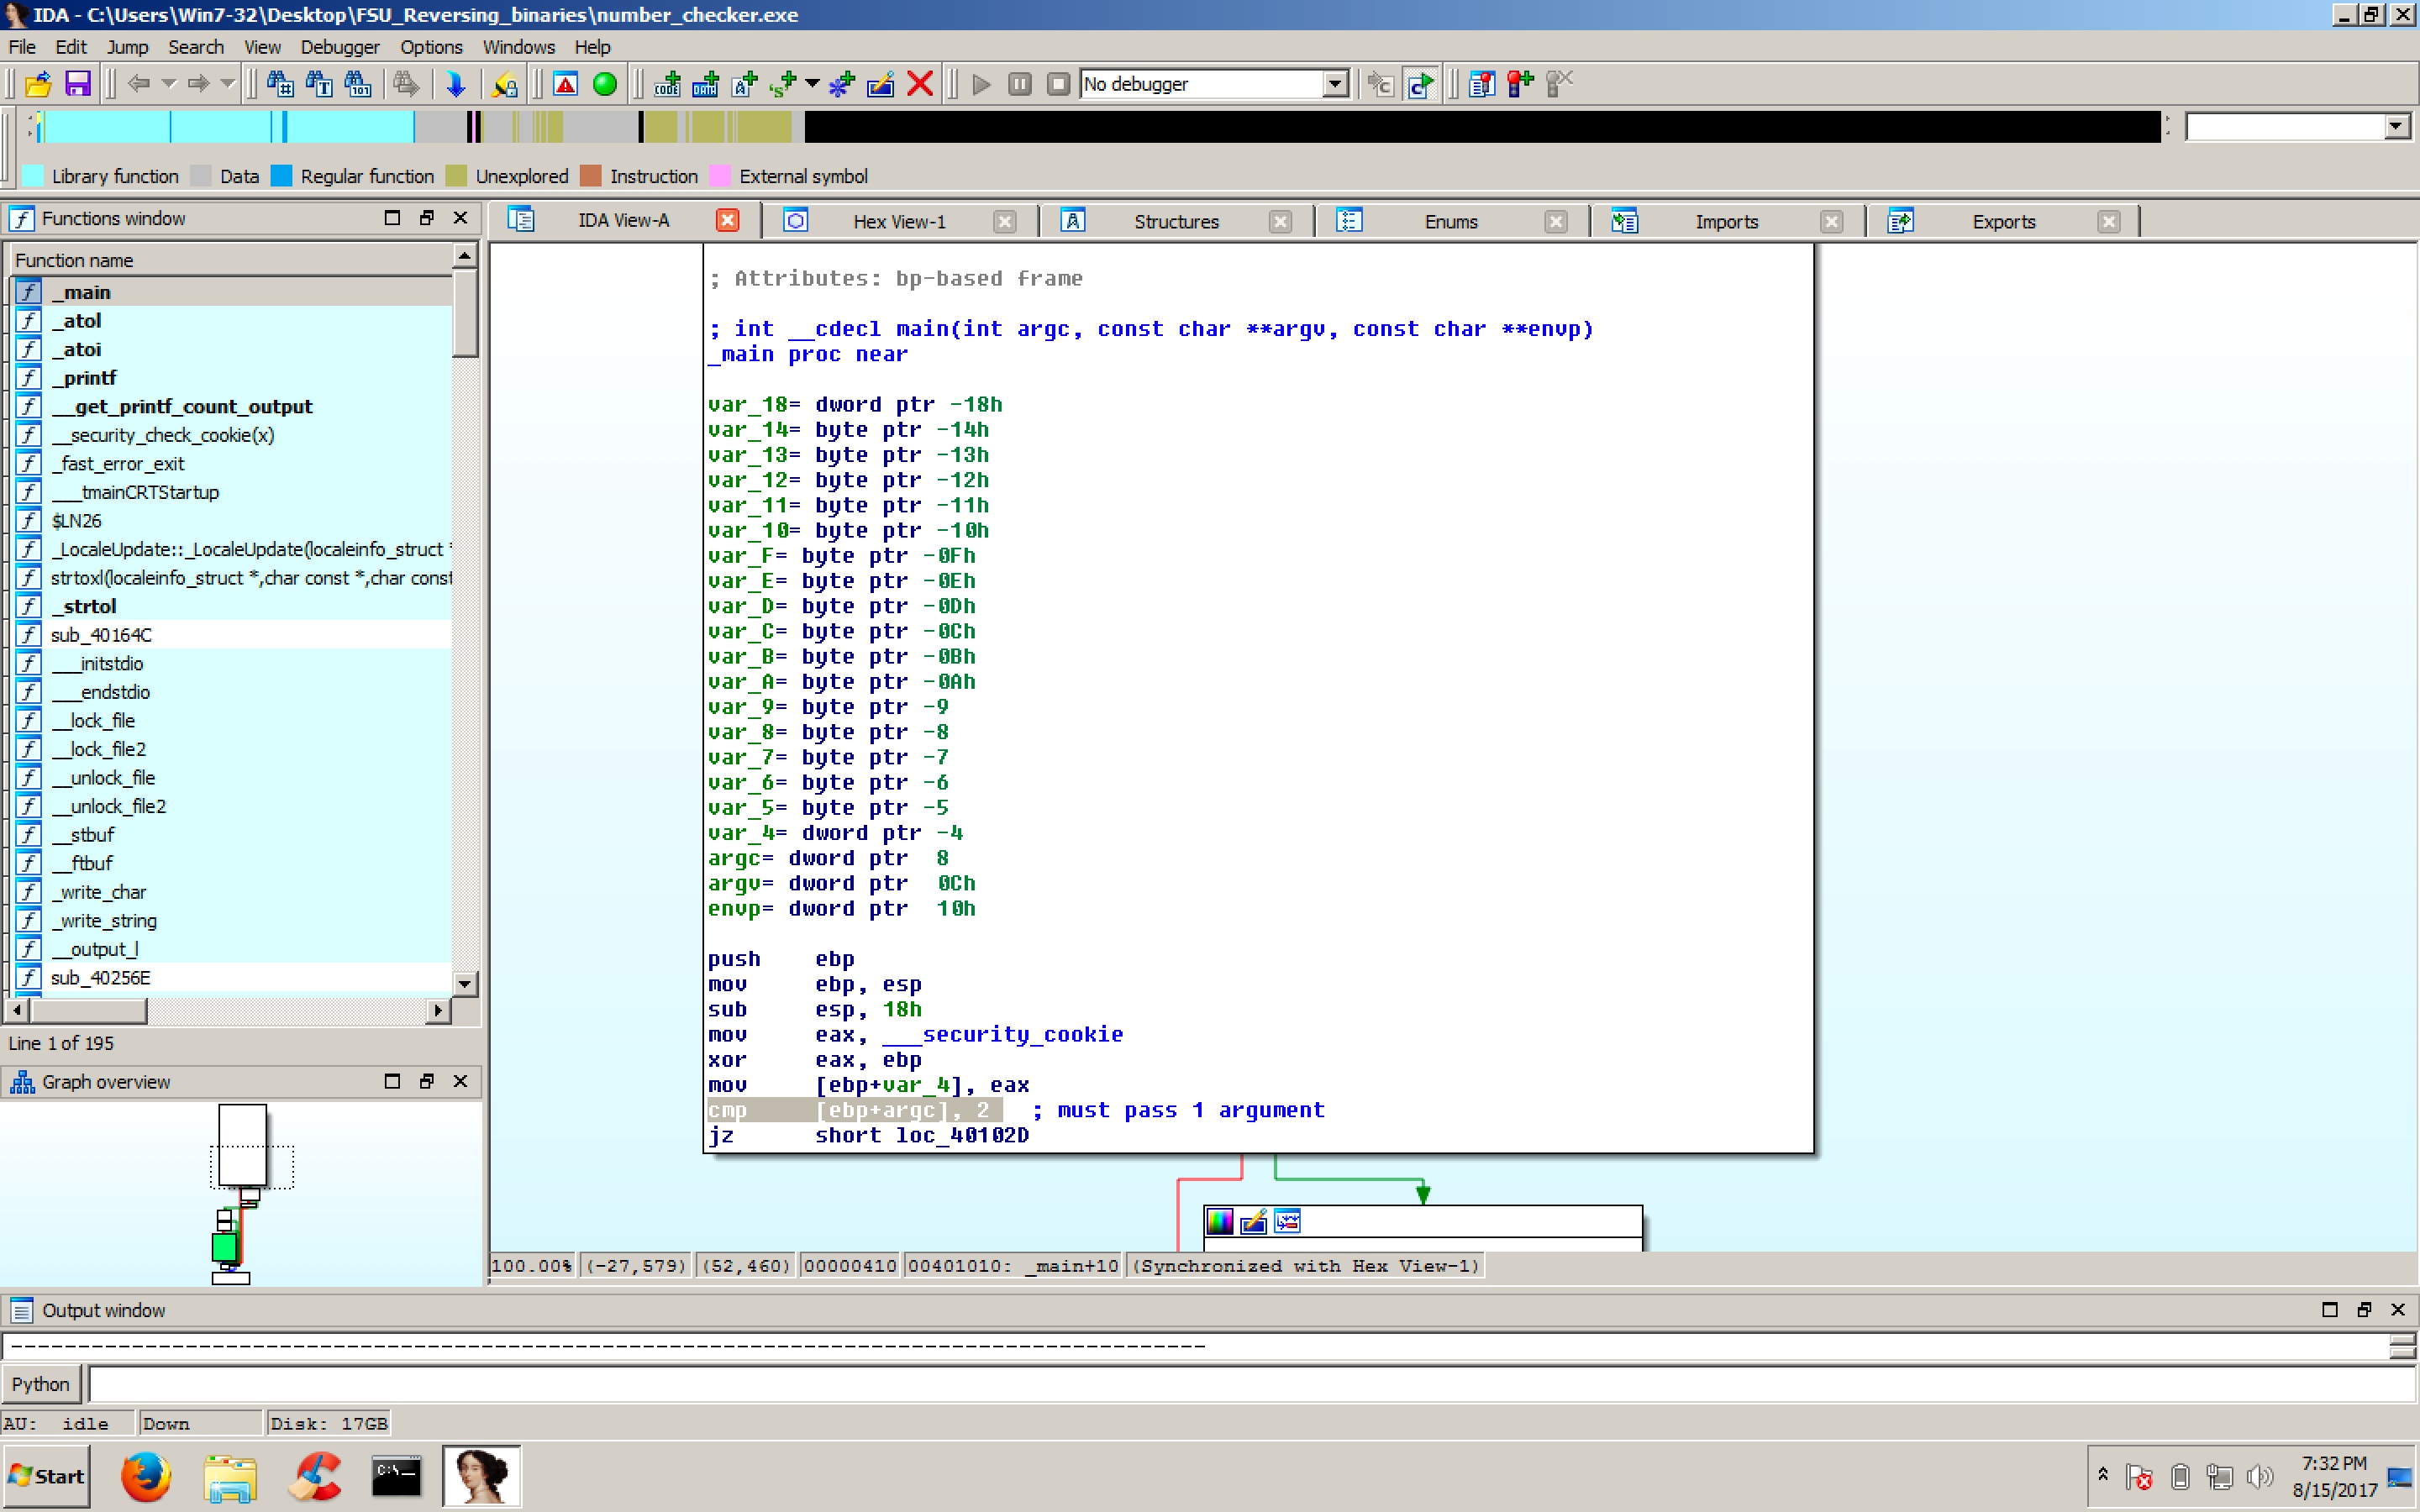 IDA - C:\Users\Win7-32\Desktop\FSU_Reversing_binaries\number_checker.exe
File Edit Jump Search View Debugger Options Windows Help
No debugger
Library function Data Regular function Unexplored Instruction External symbol
Functions window
IDA View-A Hex View-1 Structures Enums Imports Exports
Function name
_main
_atol
_atoi
_printf
__get_printf_count_output
__security_check_cookie(x)
_fast_error_exit
___tmainCRTStartup
$LN26
_LocaleUpdate::_LocaleUpdate(localeinfo_struct *
strtoxl(localeinfo_struct *,char const *,char const
_strtol
sub_40164C
___initstdio
___endstdio
__lock_file
__lock_file2
__unlock_file
__unlock_file2
__stbuf
__ftbuf
_write_char
_write_string
__output_l
sub_40256E
Line 1 of 195
Graph overview
; Attributes: bp-based frame
; int __cdecl main(int argc, const char **argv, const char **envp)
_main proc near
var_18= dword ptr -18h
var_14= byte ptr -14h
var_13= byte ptr -13h
var_12= byte ptr -12h
var_11= byte ptr -11h
var_10= byte ptr -10h
var_F= byte ptr -0Fh
var_E= byte ptr -0Eh
var_D= byte ptr -0Dh
var_C= byte ptr -0Ch
var_B= byte ptr -0Bh
var_A= byte ptr -0Ah
var_9= byte ptr -9
var_8= byte ptr -8
var_7= byte ptr -7
var_6= byte ptr -6
var_5= byte ptr -5
var_4= dword ptr -4
argc= dword ptr 8
argv= dword ptr 0Ch
envp= dword ptr 10h
push ebp
mov ebp, esp
sub esp, 18h
mov eax, ___security_cookie
xor eax, ebp
mov [ebp+var_4], eax
cmp [ebp+argc], 2 ; must pass 1 argument
jz short loc_40102D
100.00% (-27,579) (52,460) 00000410 00401010: _main+10 (Synchronized with Hex View-1)
Output window
Python
AU: idle Down Disk: 17GB
Start
7:32 PM
8/15/2017